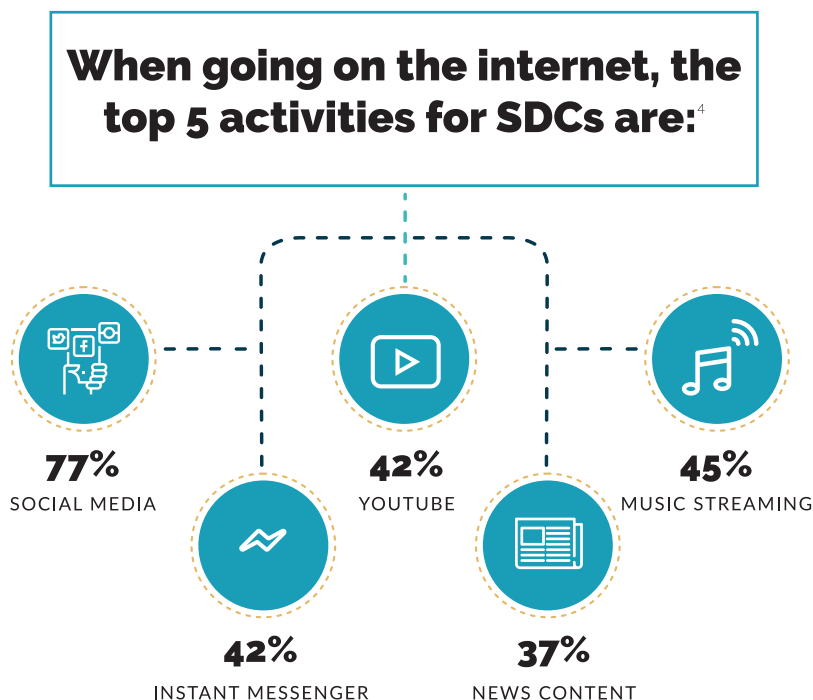 When going on the internet, the
top 5 activities for SDCs are:4
77%
SOCIAL MEDIA
42%
YOUTUBE
45%
MUSIC STREAMING
42%
INSTANT MESSENGER
37%
NEWS CONTENT